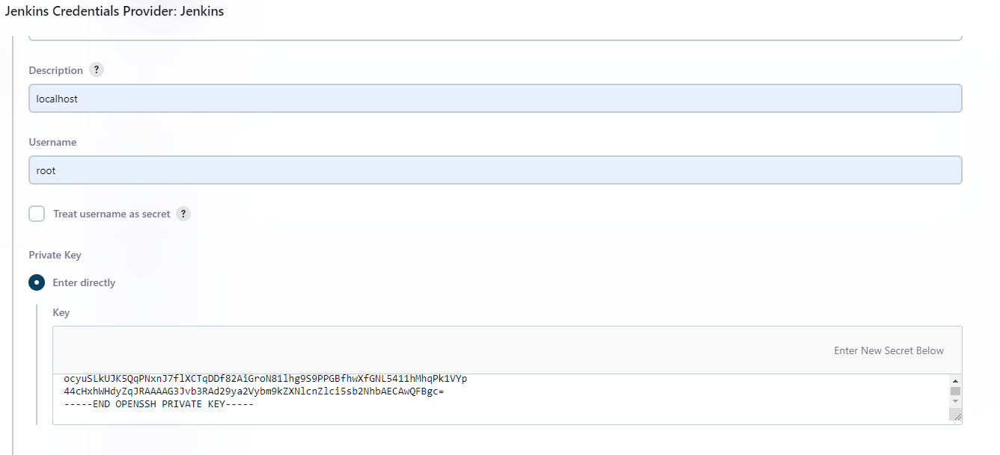 Jenkins Credentials Provider: Jenkins
Description ?
localhost
Username
root
Treat username as secret ?
Private Key
Enter directly
Key
Enter New Secret Below
ocyuSLkUJK5QqPNxnJ7flXCTqDDf82AiGroN81lhg9S9PPGBfhwXfGNL5411hMhqPk1VYp
44cHxhWHdyZqJRAAAAG3Jvb3RAd29ya2Vybm9kZXNlcnZlci5sb2NhbAECAwQFBgc=
-----END OPENSSH PRIVATE KEY-----